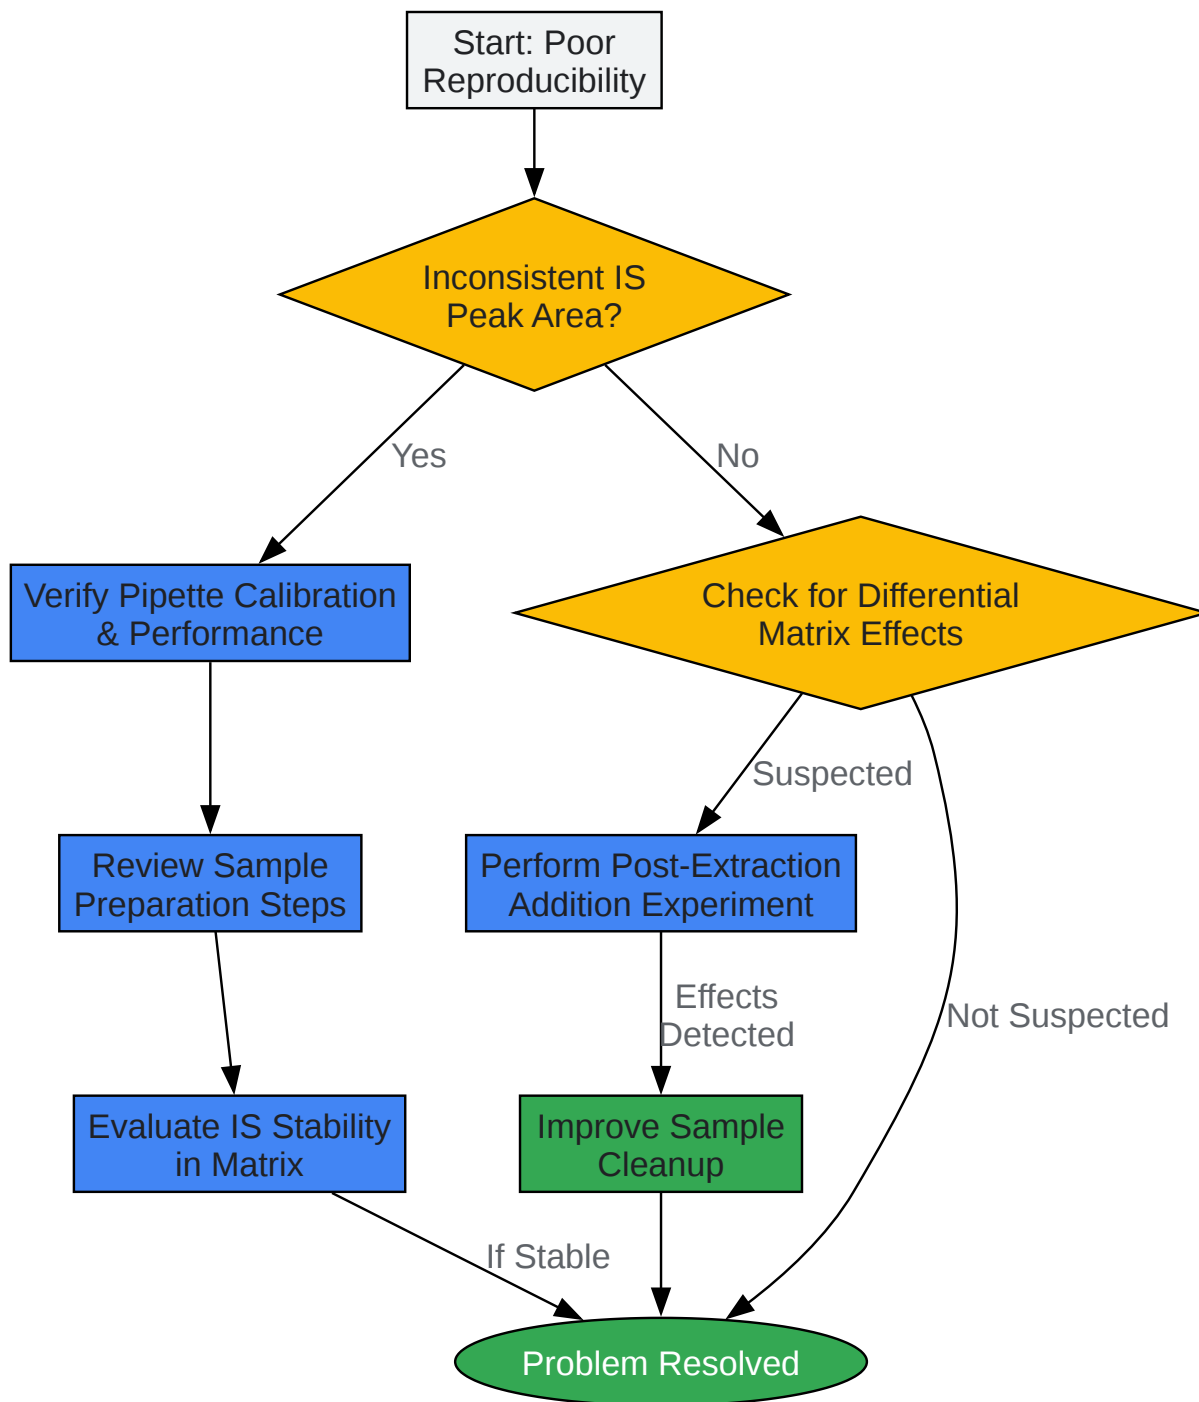 Start: Poor
Reproducibility
Inconsistent IS
Peak Area?
Yes
No
Verify Pipette Calibration
& Performance
Check for Differential
Matrix Effects
Suspected
Review Sample
Preparation Steps
Perform Post-Extraction
Addition Experiment
Effects
Detected
Not Suspected
Evaluate IS Stability
in Matrix
Improve Sample
Cleanup
If Stable
Problem Resolved